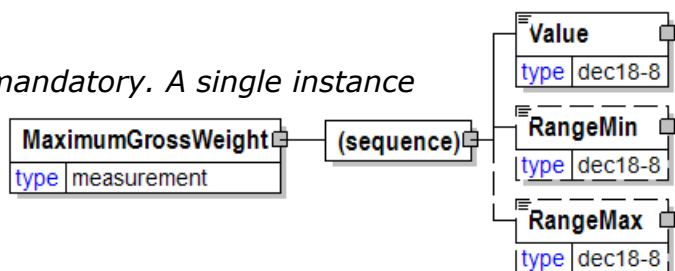 Value
type dec18-8
mandatory. A single instance
RangeMin
type dec18-8
MaximumGrossWeight
type measurement
(sequence)
RangeMax
type dec18-8